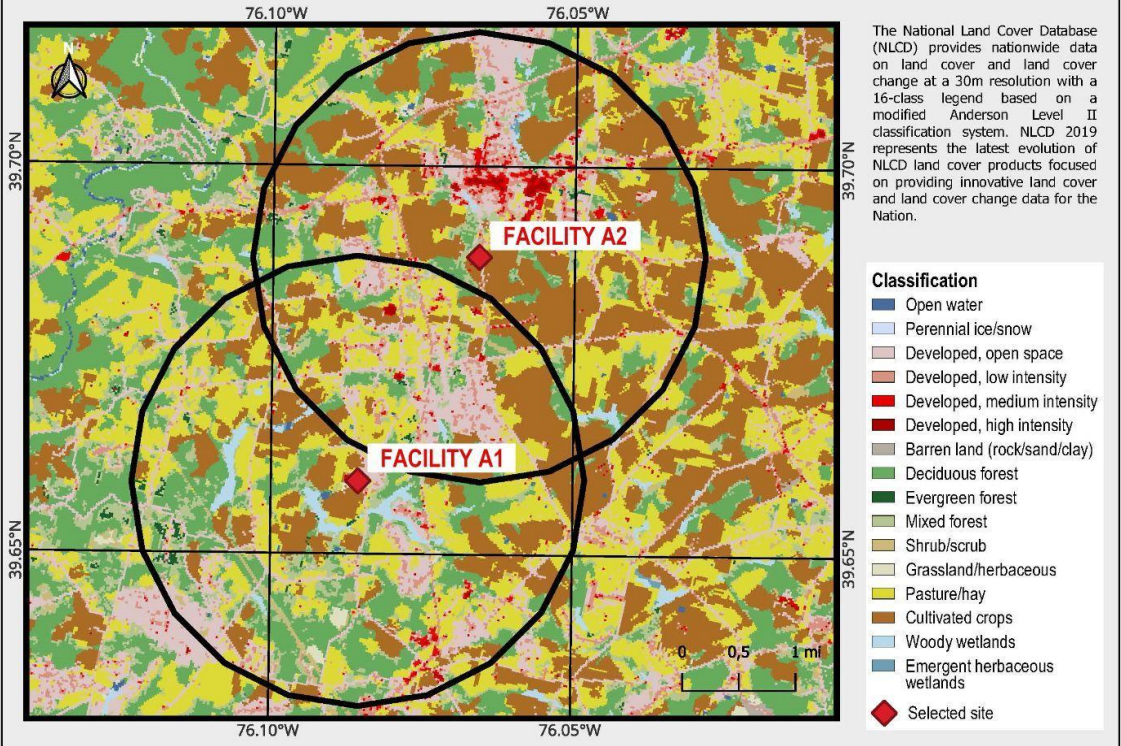 76.10°W
76.05°W
N
39.70°N
39.70°N
FACILITY A2
FACILITY A1
39.65°N
39.65°N
0 0,5 1 mi
76.10°W
76.05°W
The National Land Cover Database
(NLCD) provides nationwide data
on land cover and land cover
change at a 30m resolution with a
16-class legend based on a
modified Anderson Level II
classification system. NLCD 2019
represents the latest evolution of
NLCD land cover products focused
on providing innovative land cover
and land cover change data for the
Nation.
Classification
Open water
Perennial ice/snow
Developed, open space
Developed, low intensity
Developed, medium intensity
Developed, high intensity
Barren land (rock/sand/clay)
Deciduous forest
Evergreen forest
Mixed forest
Shrub/scrub
Grassland/herbaceous
Pasture/hay
Cultivated crops
Woody wetlands
Emergent herbaceous
wetlands
Selected site